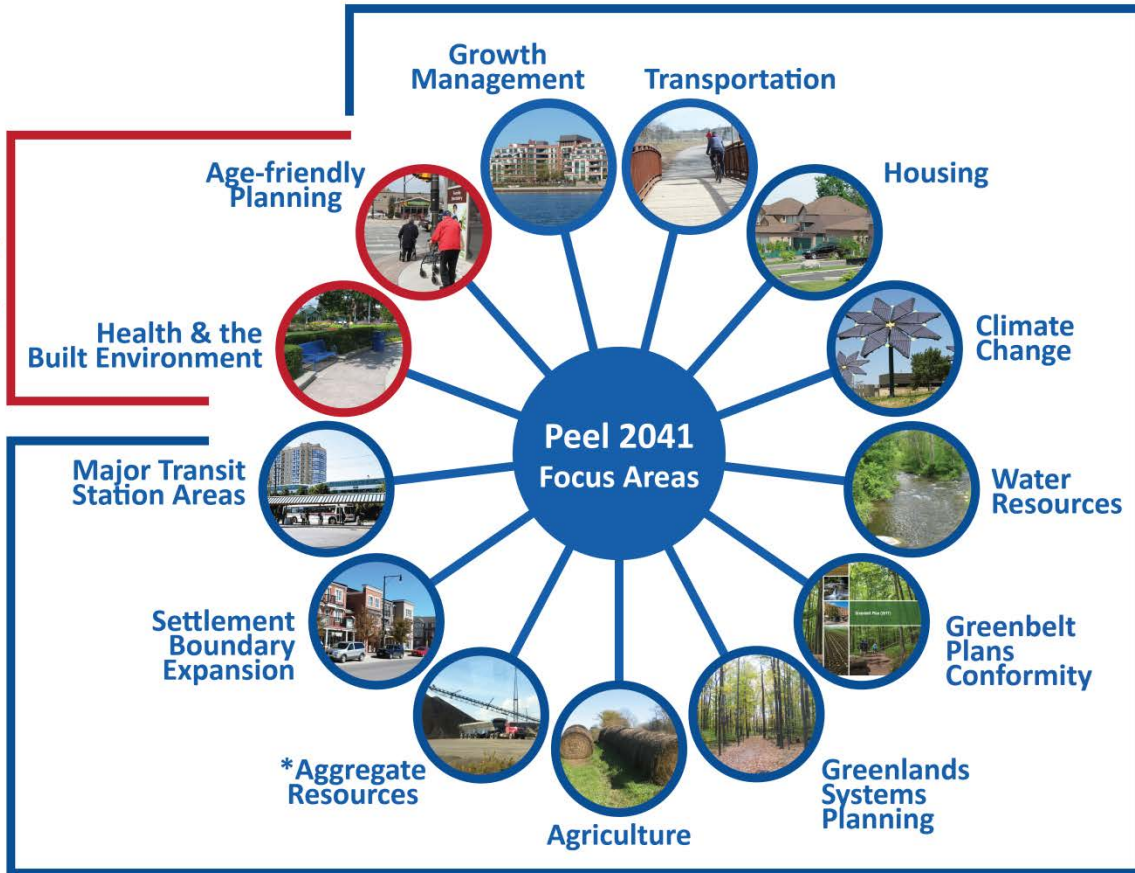 Growth
Management
Transportation
Age-friendly
Planning
Housing
Health & the
Built Environment
Climate
Change
Peel 2041
Focus Areas
Major Transit
Station Areas
Water
Resources
Settlement
Boundary
Expansion
Greenbelt
Plans
Conformity
*Aggregate
Resources
Agriculture
Greenlands
Systems
Planning